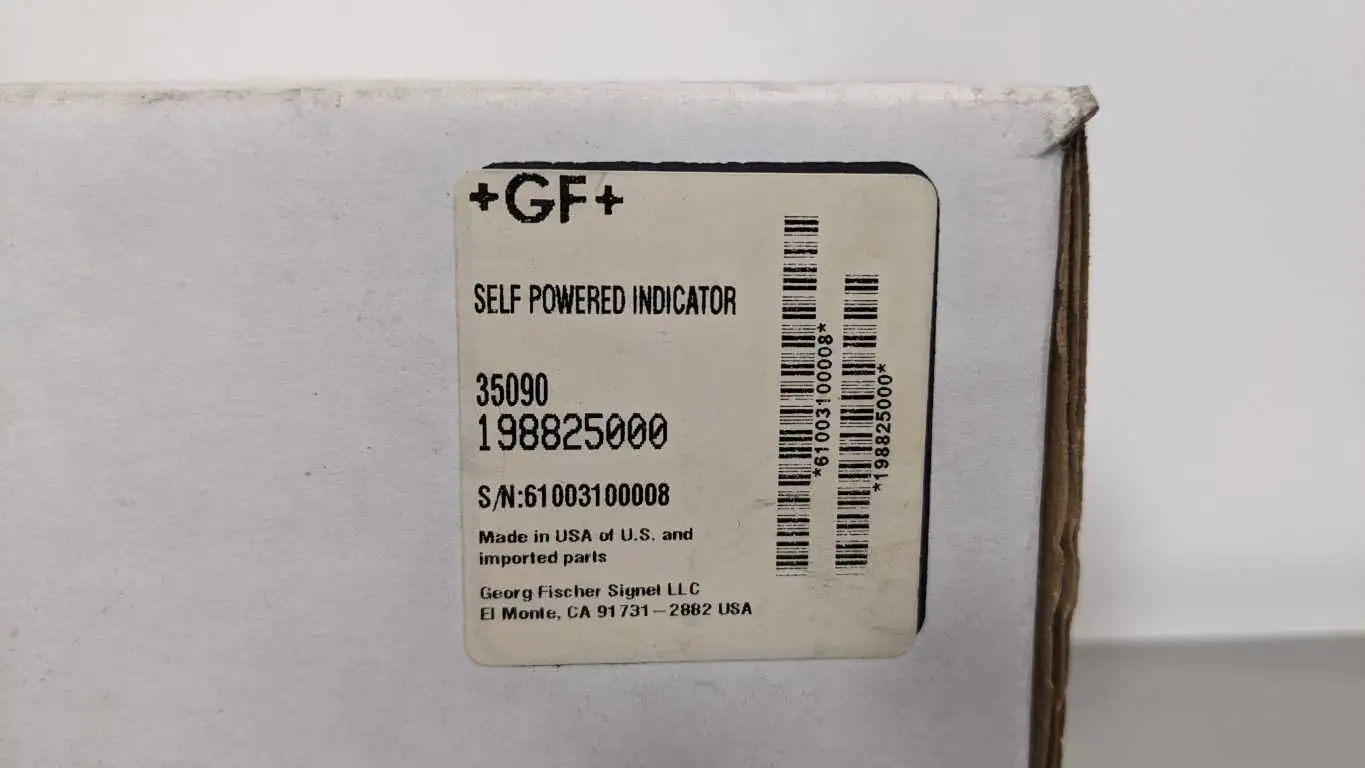 +GF+
SELF POWERED INDICATOR
35090
198825000
S/N:61003100008
Made in USA of U.S. and
imported parts
Georg Fischer Signel LLC
El Monte, CA 91731-2882 USA
*61003100008*
*198825000*